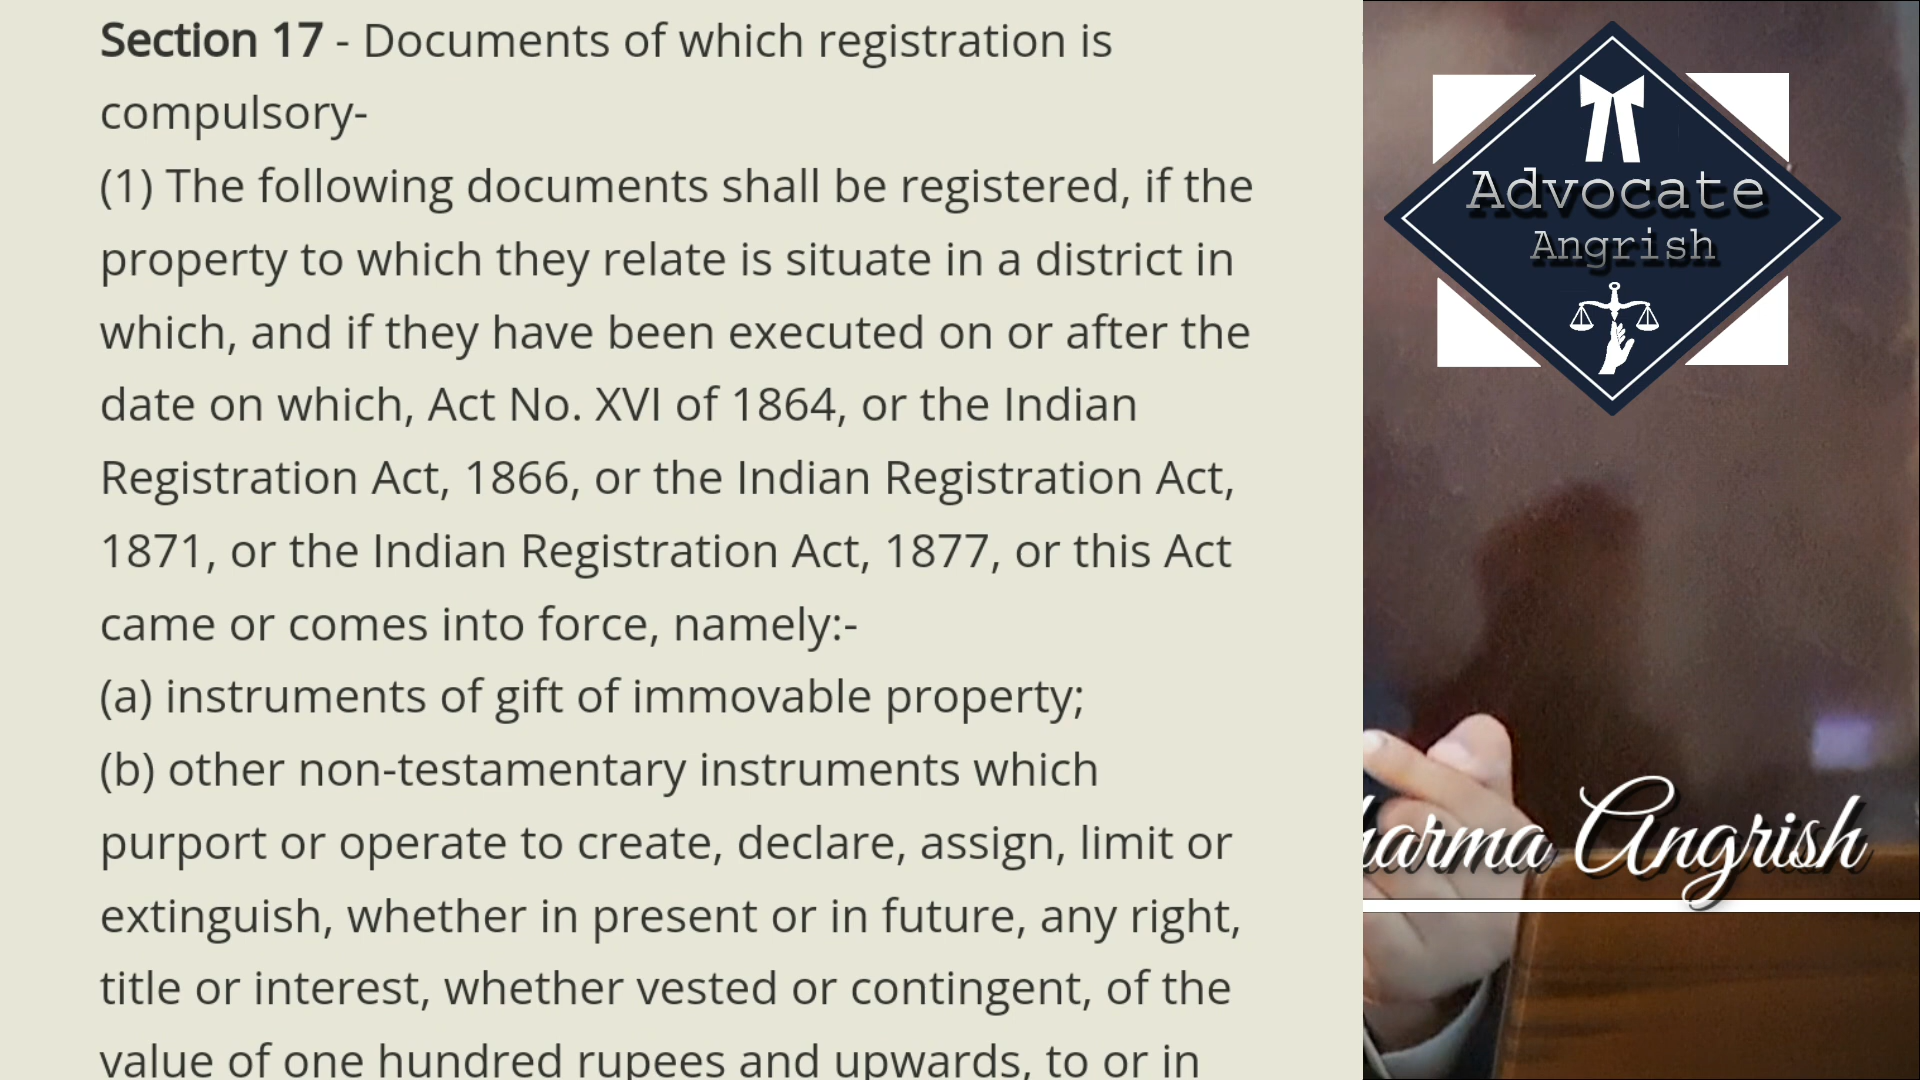 Section 17 - Documents of which registration is
compulsory-
(1) The following documents shall be registered, if the
property to which they relate is situate in a district in
which, and if they have been executed on or after the
date on which, Act No. XVI of 1864, or the Indian
Registration Act, 1866, or the Indian Registration Act,
1871, or the Indian Registration Act, 1877, or this Act
came or comes into force, namely:-
(a) instruments of gift of immovable property;
(b) other non-testamentary instruments which
purport or operate to create, declare, assign, limit or
extinguish, whether in present or in future, any right,
title or interest, whether vested or contingent, of the
value of one hundred rupees and upwards, to or in
Advocate
Angrish
harma Angrish